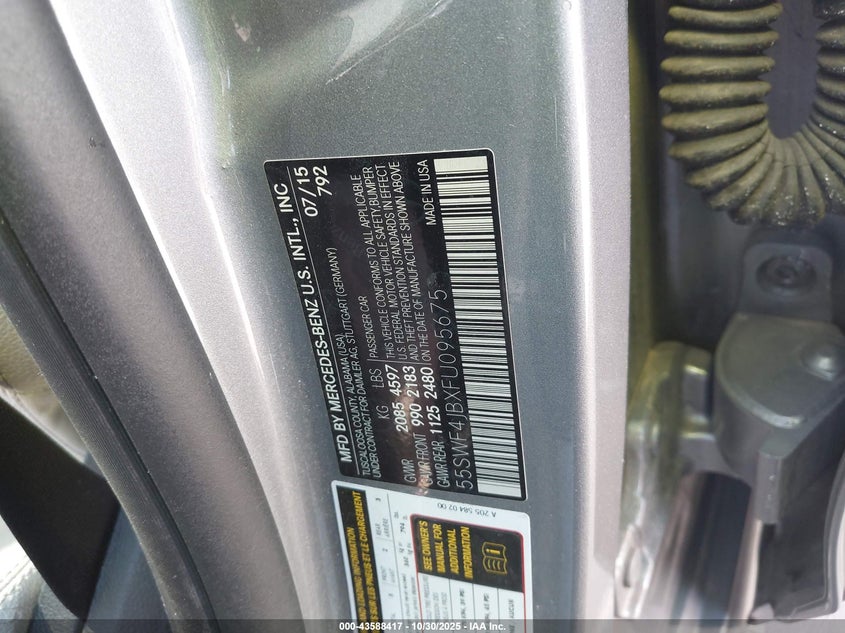 MFD BY MERCEDES-BENZ U.S. INTL., INC
TUSCALOOSA COUNTY, ALABAMA (USA) 07/15
UNDER CONTRACT FOR DAIMLER AG, STUTTGART (GERMANY) 792
KG LBS PASSENGER CAR
GVWR 2085 4597 THIS VEHICLE CONFORMS TO ALL APPLICABLE
GAWR FRONT 990 2183 U.S. FEDERAL MOTOR VEHICLE SAFETY, BUMPER
GAWR REAR 1125 2480 AND THEFT PREVENTION STANDARDS IN EFFECT
ON THE DATE OF MANUFACTURE SHOWN ABOVE
55SWF4JBXFU095675 MADE IN USA
A 205 584 02 00
SEE OWNER'S
MANUAL FOR
ADDITIONAL
INFORMATION
000-43588417 - 10/30/2025 - IAA Inc.